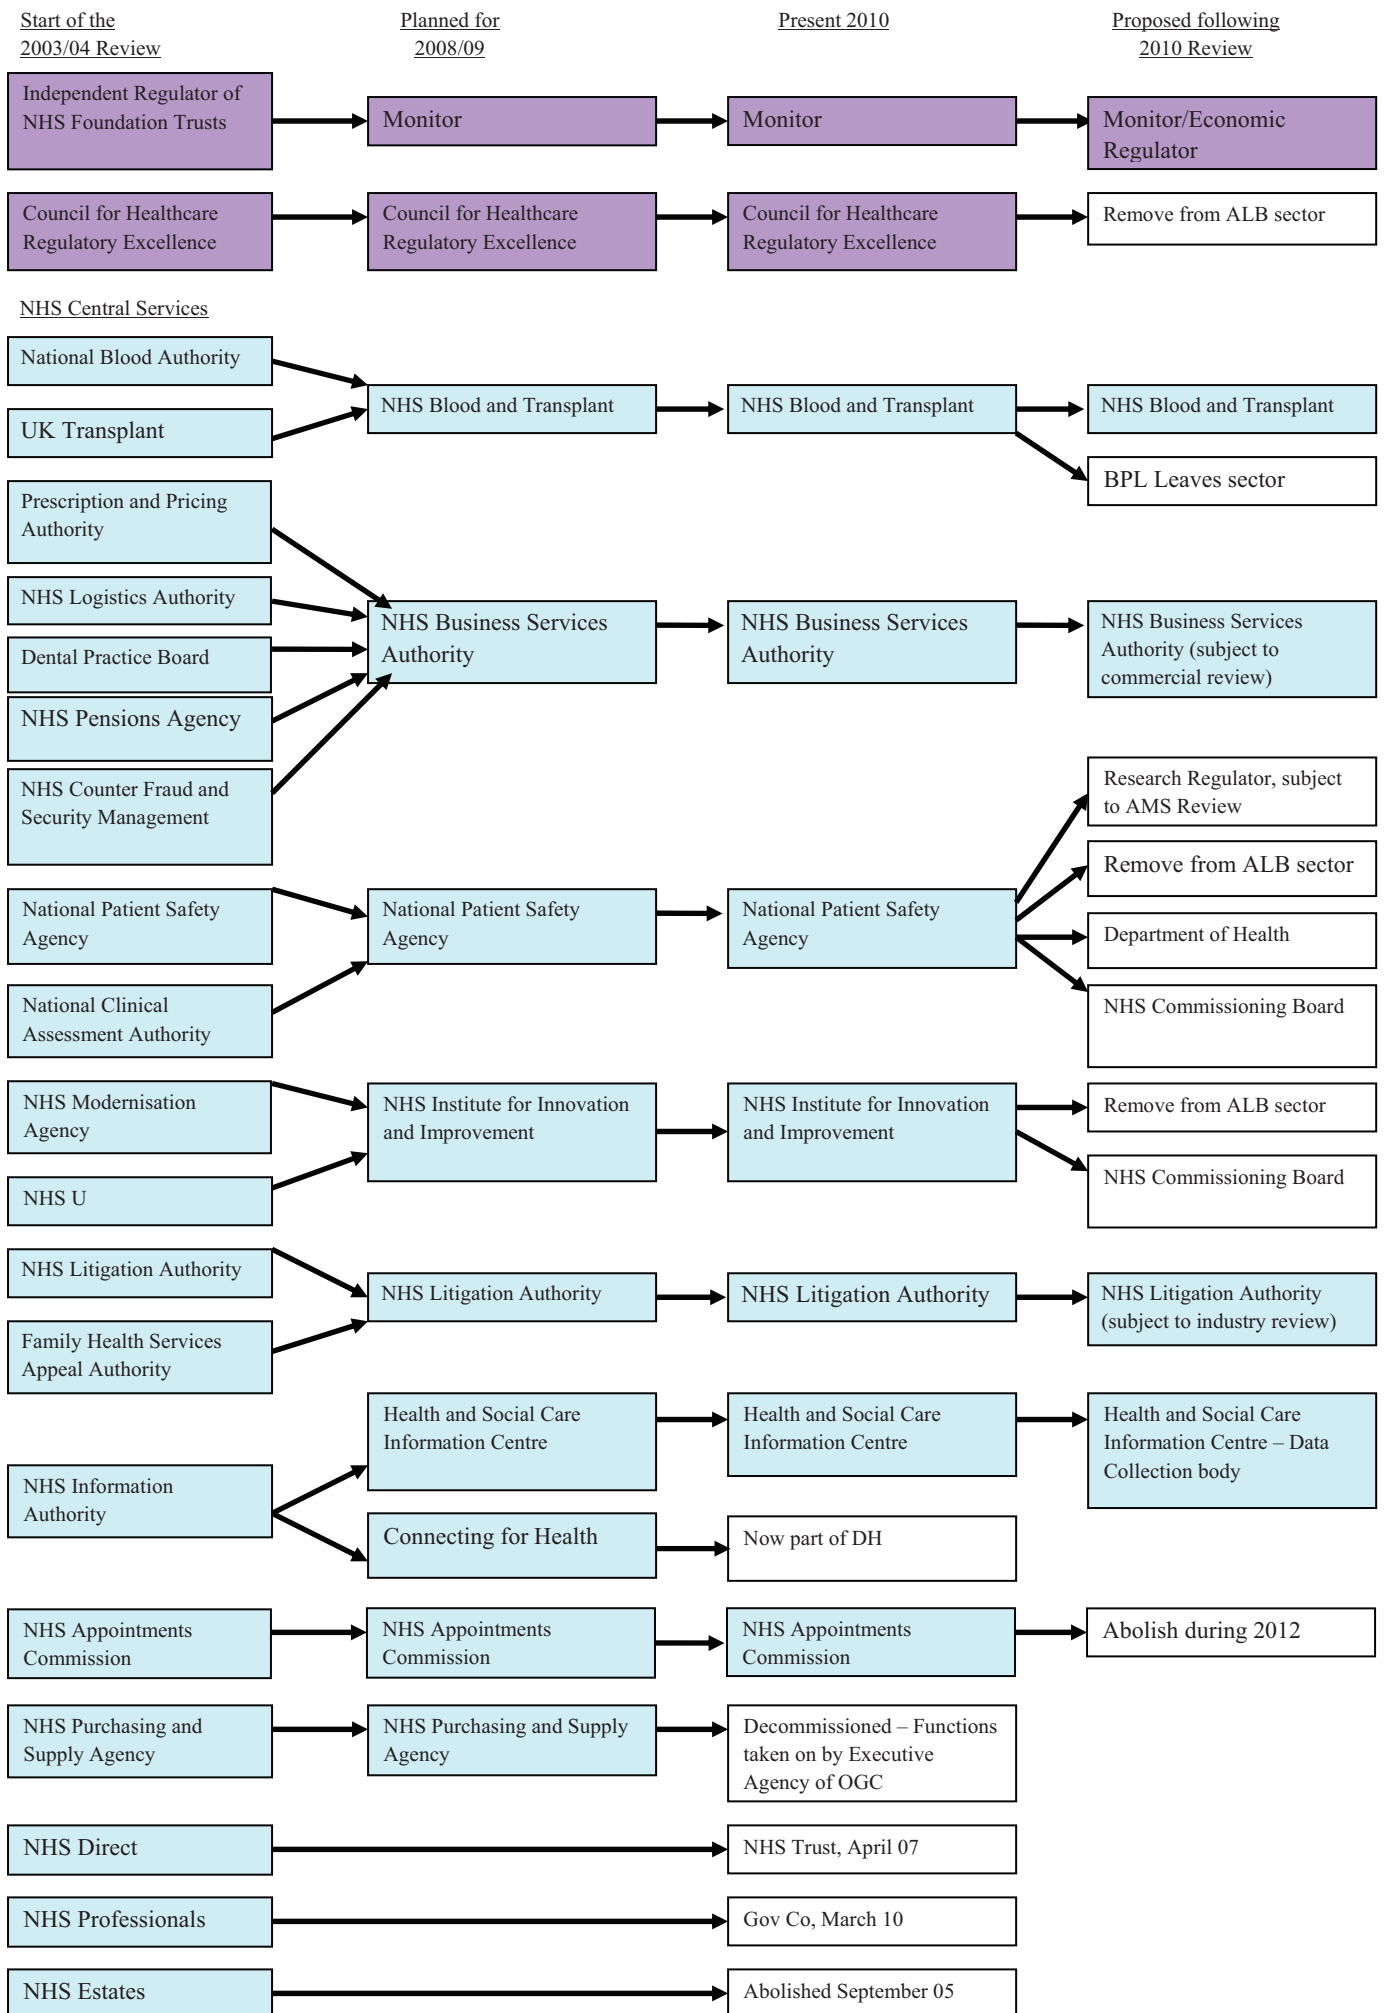 Start of the
2003/04 Review
Planned for
2008/09
Present 2010
Proposed following
2010 Review
Independent Regulator of
NHS Foundation Trusts
Monitor
Monitor
Monitor/Economic
Regulator
Council for Healthcare
Regulatory Excellence
Council for Healthcare
Regulatory Excellence
Council for Healthcare
Regulatory Excellence
Remove from ALB sector
NHS Central Services
National Blood Authority
UK Transplant
NHS Blood and Transplant
NHS Blood and Transplant
NHS Blood and Transplant
BPL Leaves sector
Prescription and Pricing
Authority
NHS Logistics Authority
Dental Practice Board
NHS Pensions Agency
NHS Counter Fraud and
Security Management
NHS Business Services
Authority
NHS Business Services
Authority
NHS Business Services
Authority (subject to
commercial review)
National Patient Safety
Agency
National Clinical
Assessment Authority
National Patient Safety
Agency
National Patient Safety
Agency
Research Regulator, subject
to AMS Review
Remove from ALB sector
Department of Health
NHS Commissioning Board
NHS Modernisation
Agency
NHS U
NHS Institute for Innovation
and Improvement
NHS Institute for Innovation
and Improvement
Remove from ALB sector
NHS Commissioning Board
NHS Litigation Authority
Family Health Services
Appeal Authority
NHS Litigation Authority
NHS Litigation Authority
NHS Litigation Authority
(subject to industry review)
NHS Information
Authority
Health and Social Care
Information Centre
Health and Social Care
Information Centre
Health and Social Care
Information Centre – Data
Collection body
Connecting for Health
Now part of DH
NHS Appointments
Commission
NHS Appointments
Commission
NHS Appointments
Commission
Abolish during 2012
NHS Purchasing and
Supply Agency
NHS Purchasing and Supply
Agency
Decommissioned – Functions
taken on by Executive
Agency of OGC
NHS Direct
NHS Trust, April 07
NHS Professionals
Gov Co, March 10
NHS Estates
Abolished September 05